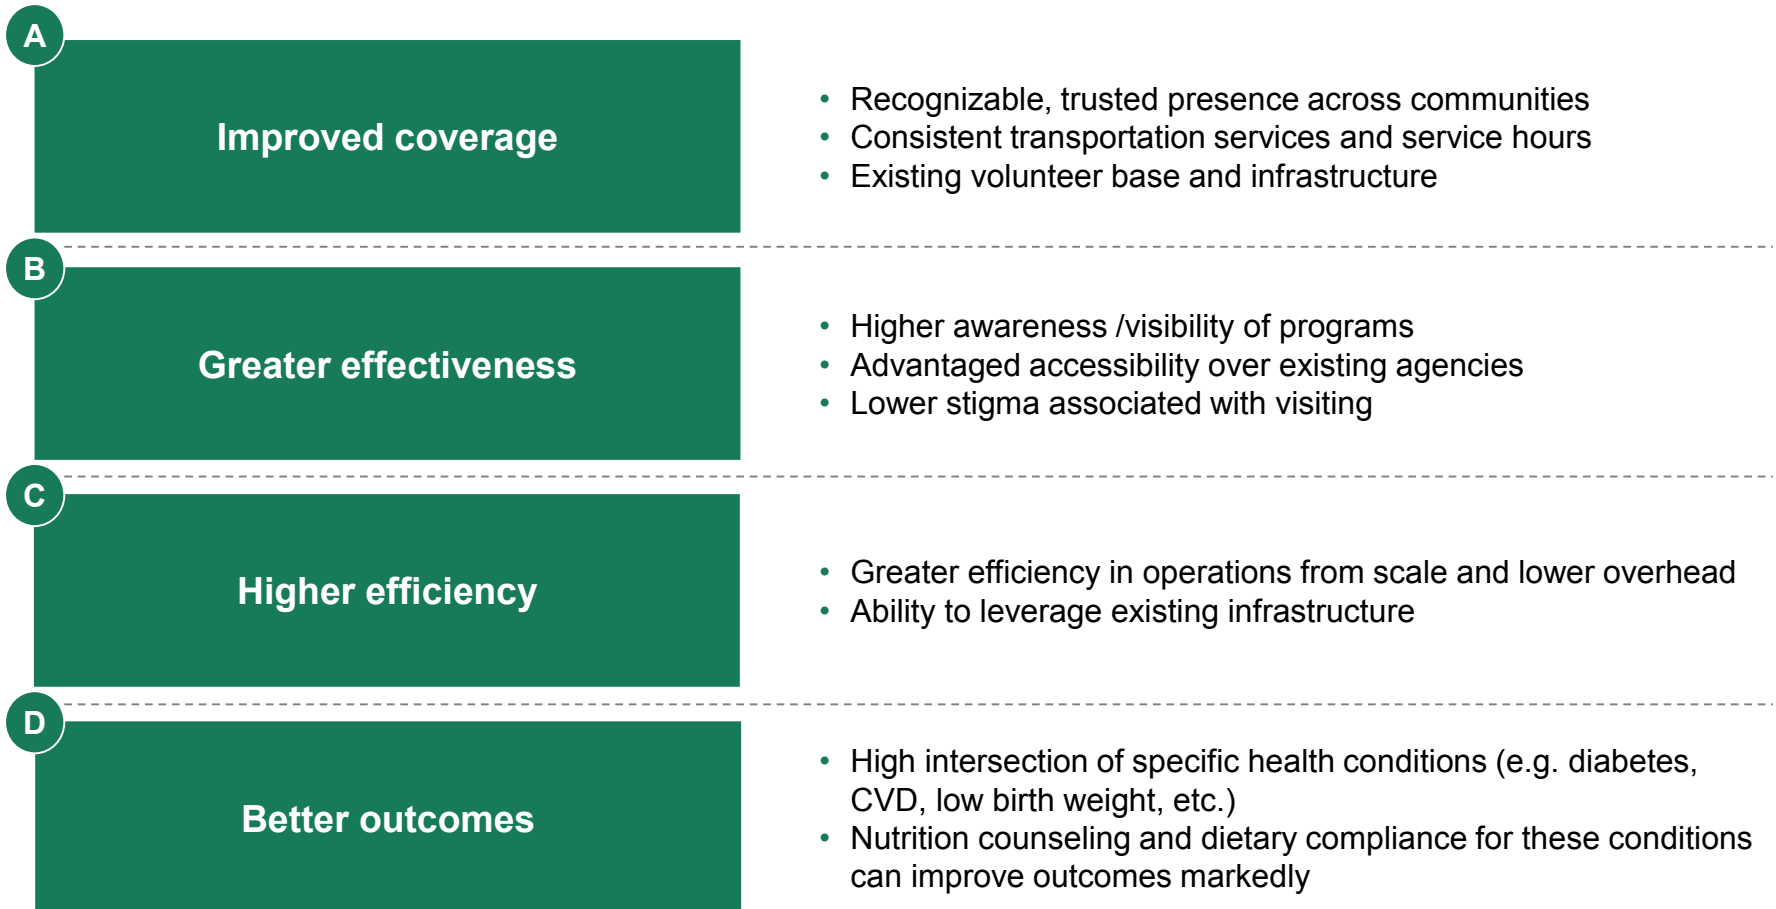 A
Improved coverage
• Recognizable, trusted presence across communities
• Consistent transportation services and service hours
• Existing volunteer base and infrastructure
B
Greater effectiveness
• Higher awareness /visibility of programs
• Advantaged accessibility over existing agencies
• Lower stigma associated with visiting
C
Higher efficiency
• Greater efficiency in operations from scale and lower overhead
• Ability to leverage existing infrastructure
D
Better outcomes
• High intersection of specific health conditions (e.g. diabetes,
CVD, low birth weight, etc.)
• Nutrition counseling and dietary compliance for these conditions
can improve outcomes markedly